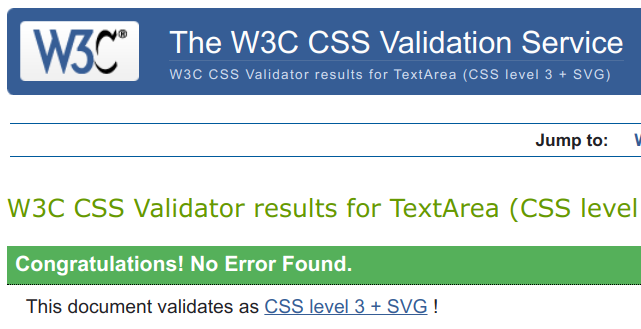 W3C®
The W3C CSS Validation Service
W3C CSS Validator results for TextArea (CSS level 3 + SVG)
Jump to:
W3C CSS Validator results for TextArea (CSS level
Congratulations! No Error Found.
This document validates as CSS level 3 + SVG !